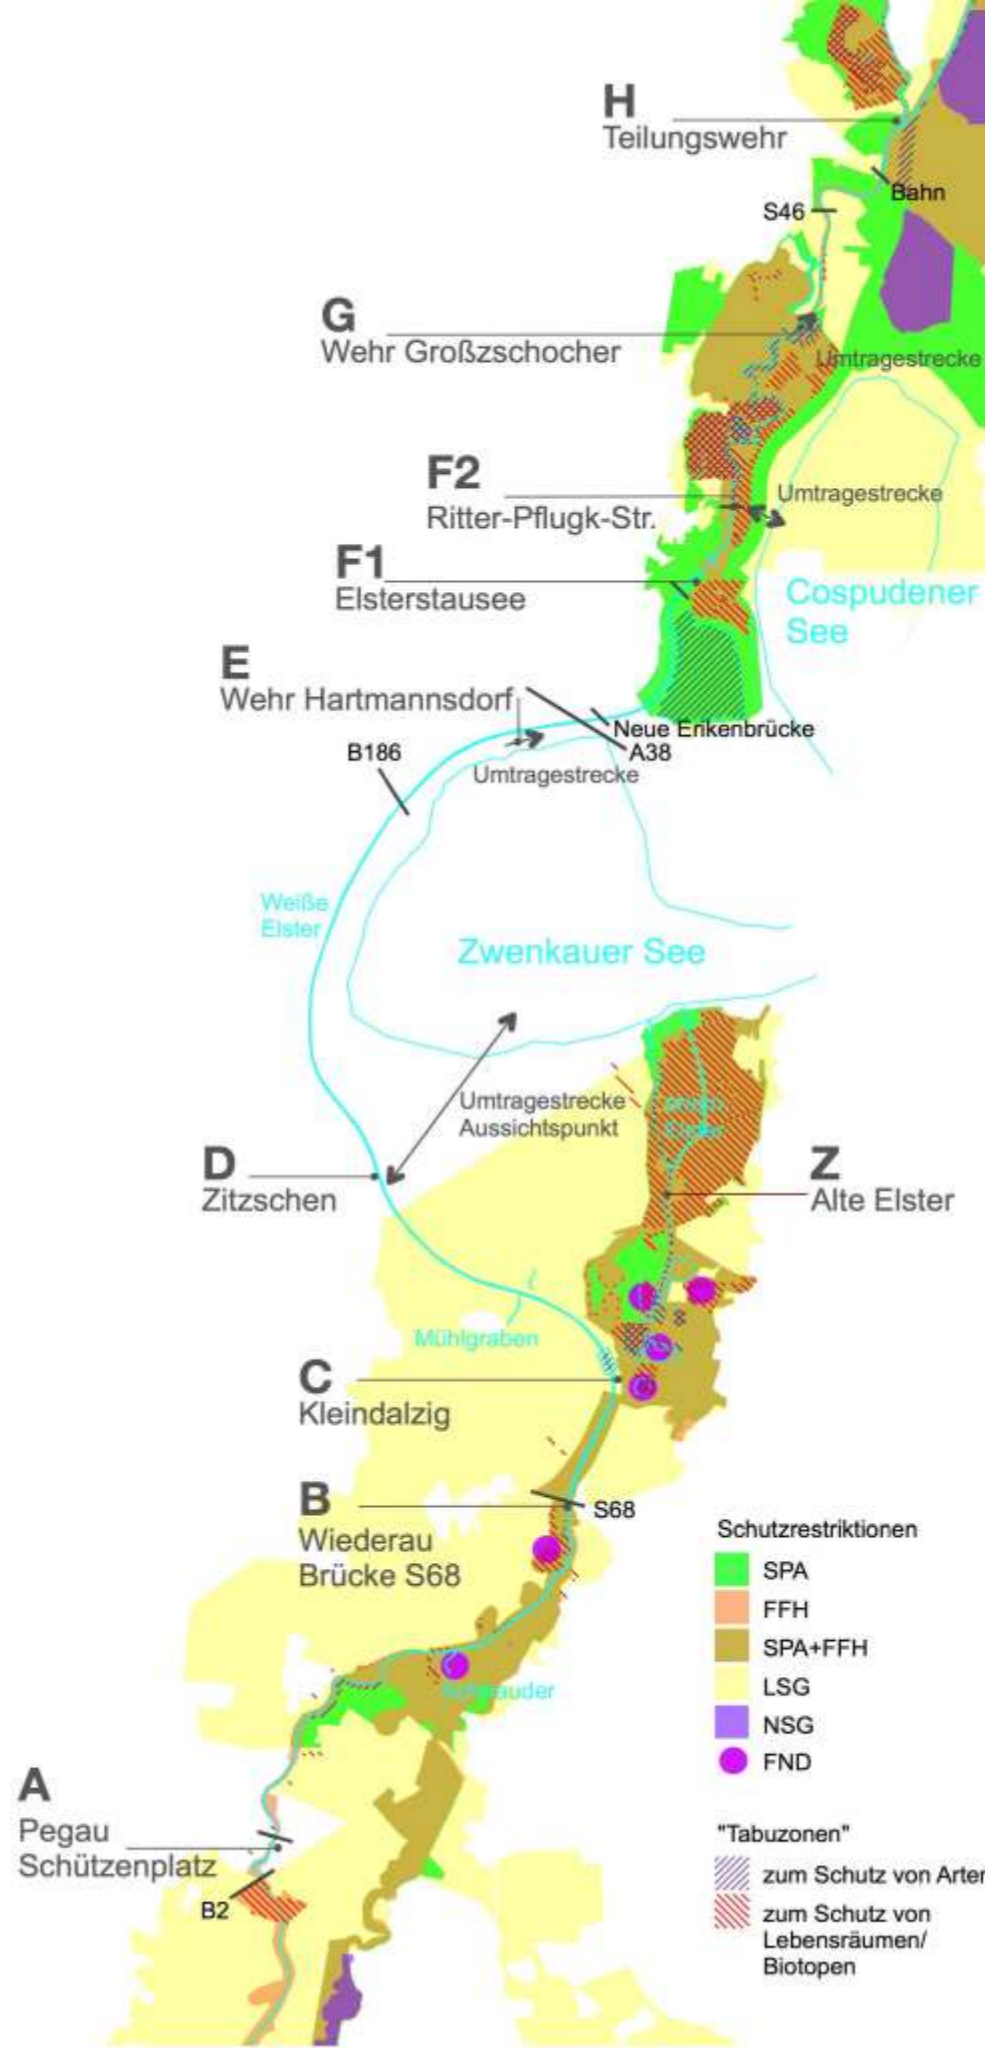 H
Teilungswehr
Bahn
S46
G
Wehr Großzschocher
Umtragestrecke
F2
Umtragestrecke
Ritter-Pflugk-Str.
F1
Elsterstausee
Cospudener
See
E
Wehr Hartmannsdorf
Neue Erikenbrücke
B186
A38
Umtragestrecke
Weiße
Elster
Zwenkauer See
Umtragestrecke
Aussichtspunkt
D
Zitzschen
Z
Alte Elster
Mühlgraben
C
Kleindalzig
B
S68
Wiederau
Brücke S68
Schutzrestriktionen
SPA
FFH
SPA+FFH
LSG
NSG
FND
A
Pegau
Schützenplatz
B2
"Tabuzonen"
zum Schutz von Arter
zum Schutz von
Lebensräumen/
Biotopen